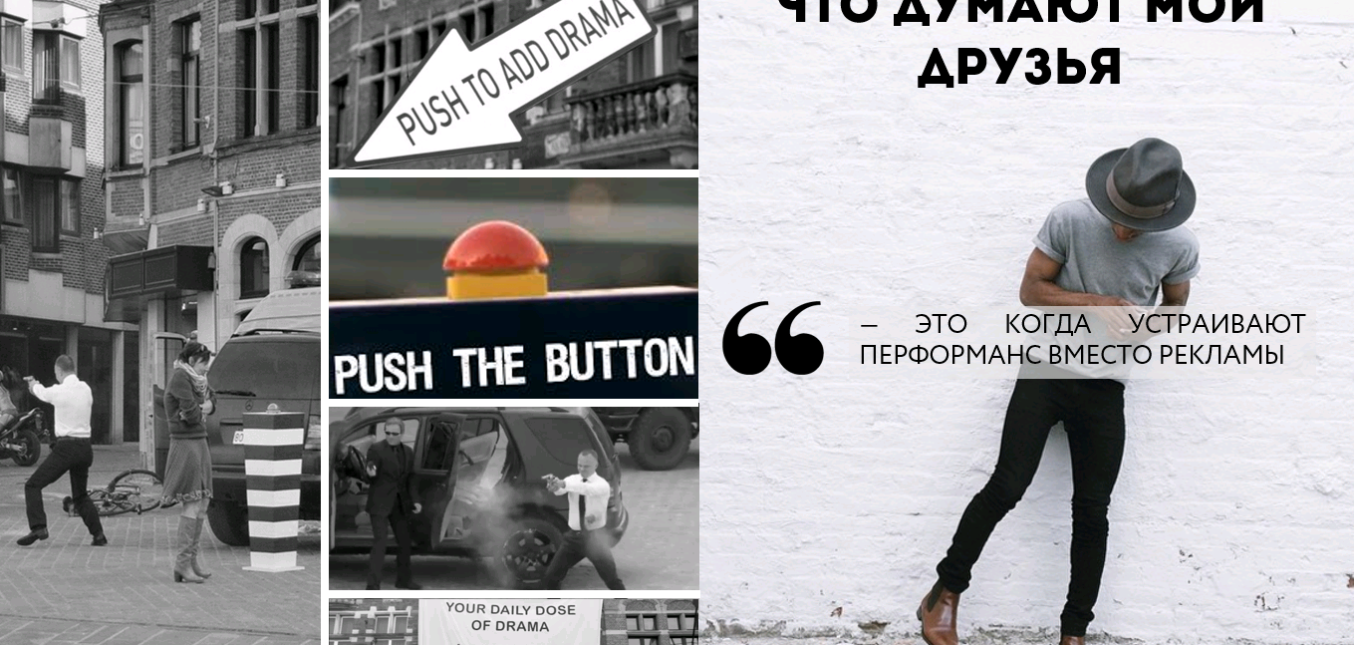 PUSH TO ADD DRAMA
PUSH THE BUTTON
YOUR DAILY DOSE
OF DRAMA
ЧТО ДУМАЮТ МОИ
ДРУЗЬЯ
“
— ЭТО КОГДА УСТРАИВАЮТ
ПЕРФОРМАНС ВМЕСТО РЕКЛАМЫ